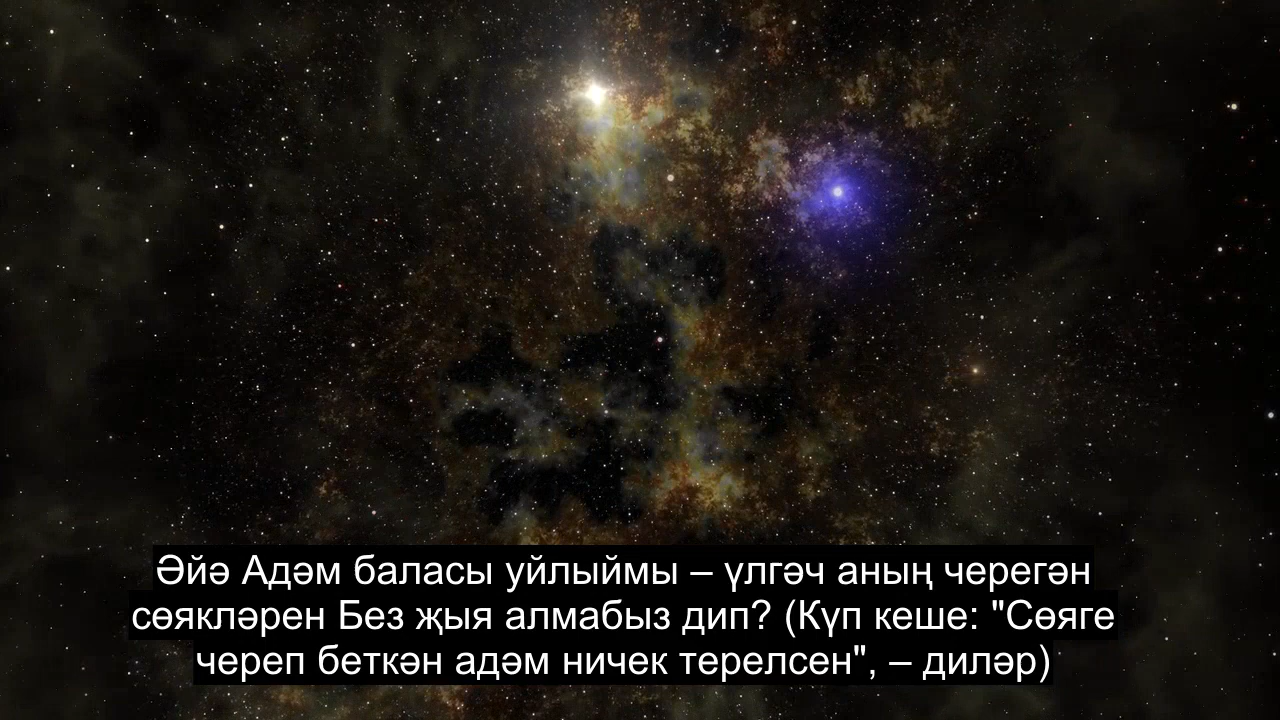 Әйә Адәм баласы уйлыймы – үлгәч аның черегән
сөякләрен Без җыя алмабыз дип? (Күп кеше: "Сөяге
череп беткән адәм ничек терелсен", – диләр)